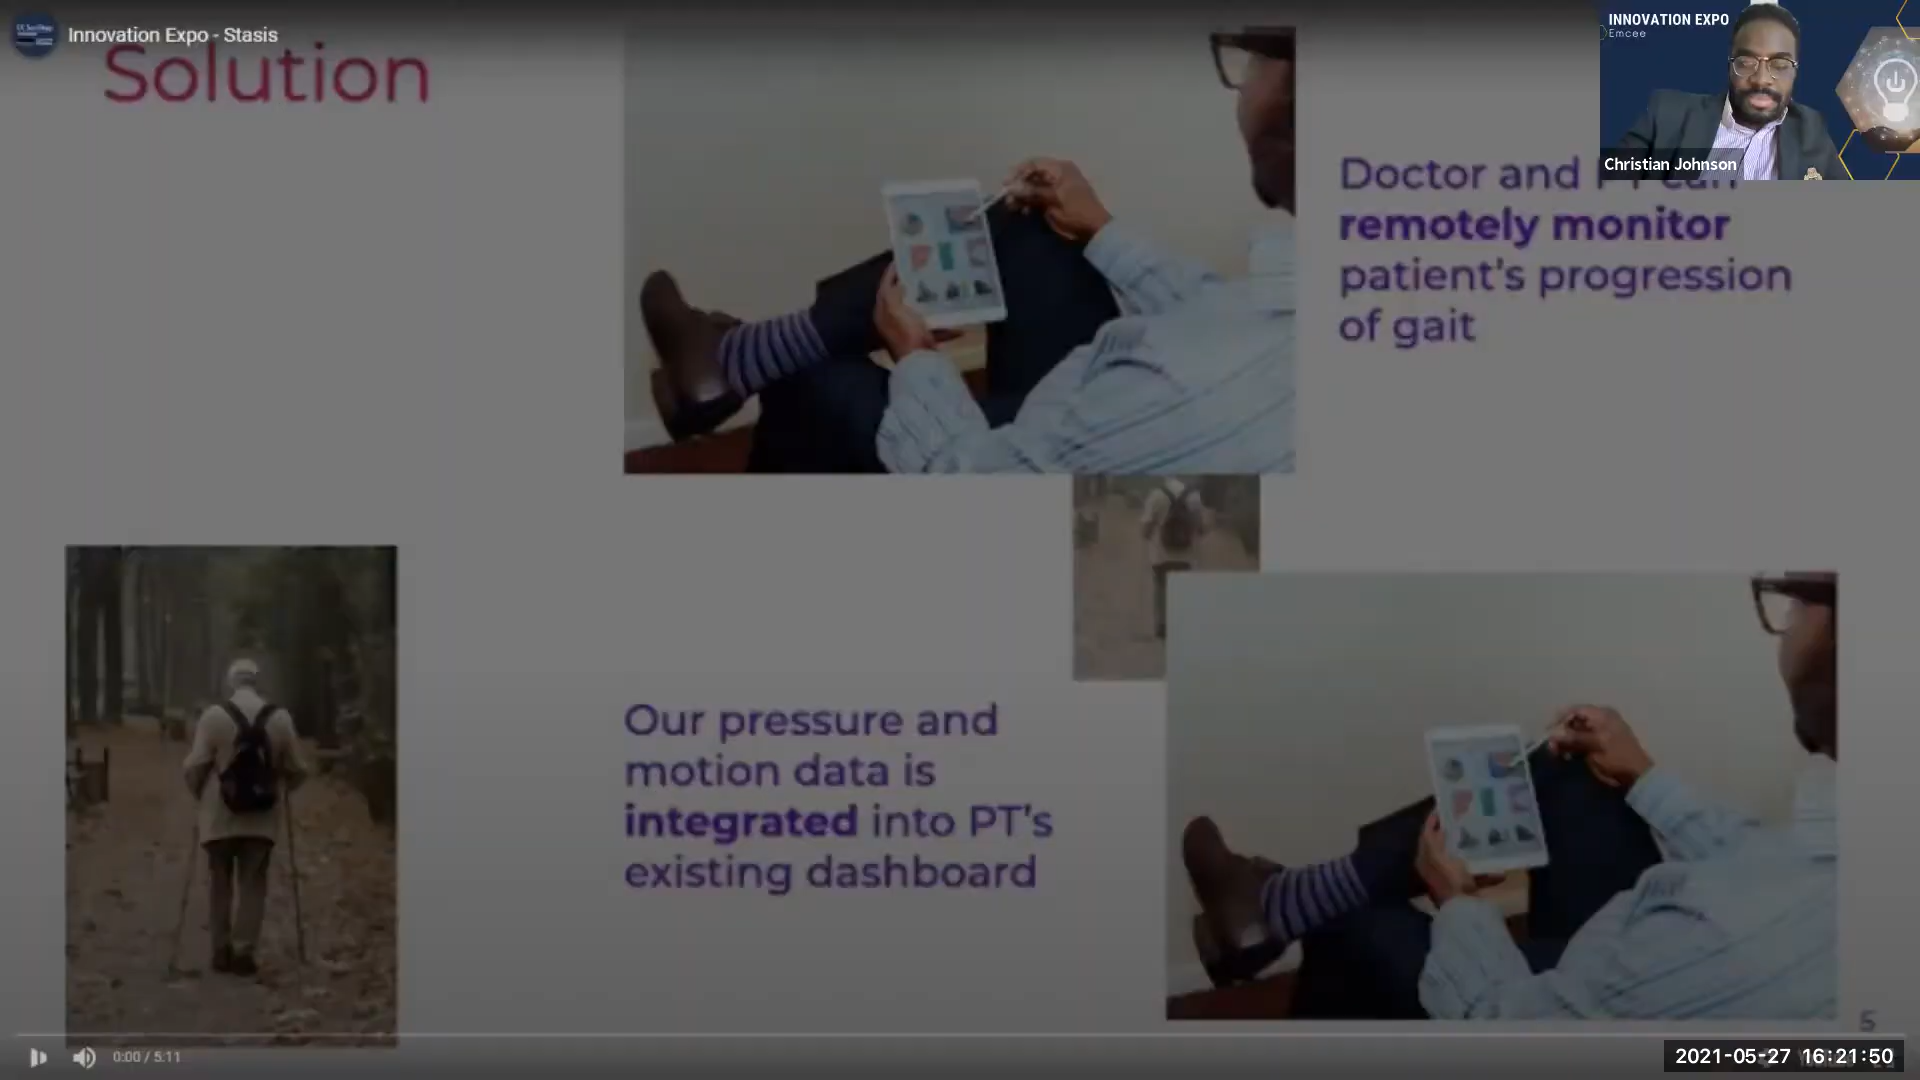 Innovation Expo - Stasis
Solution
INNOVATION EXPO
Emcee
Christian Johnson
Doctor and
remotely monitor
patient's progression
of gait
Our pressure and
motion data is
integrated into PT's
existing dashboard
5
0:00 / 5:11
2021-05-27 16:21:50